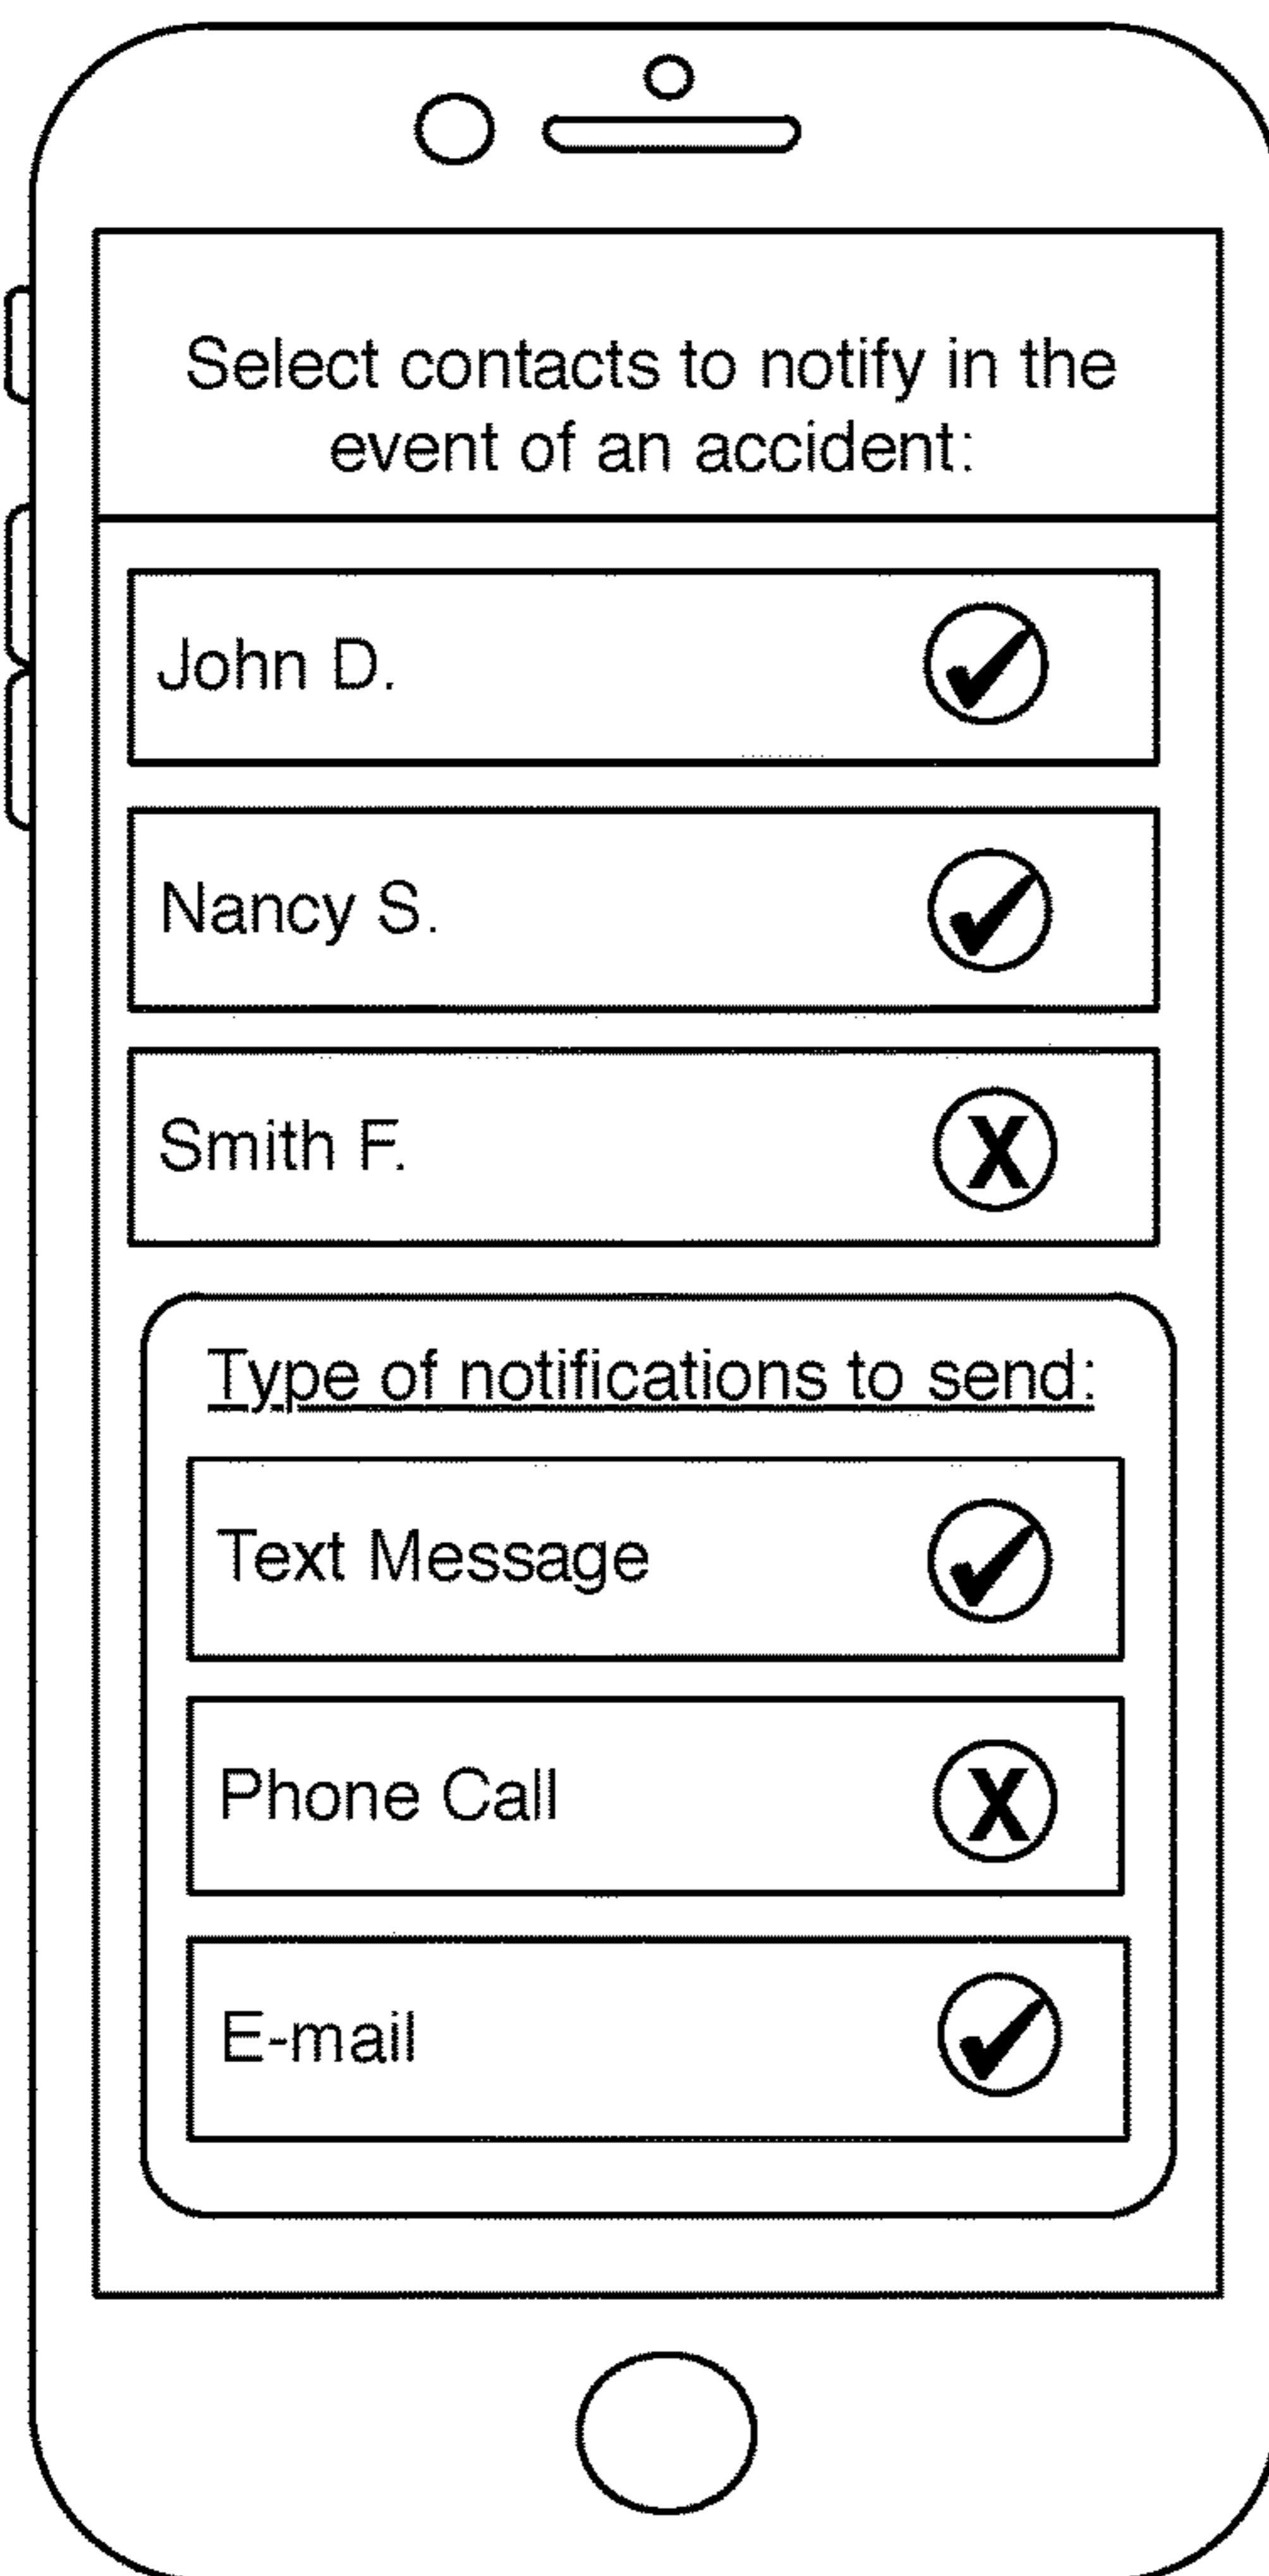 Select contacts to notify in the
event of an accident:
John D.
Nancy S.
Smith F. X
Type of notifications to send:
Text Message
Phone Call X
E-mail